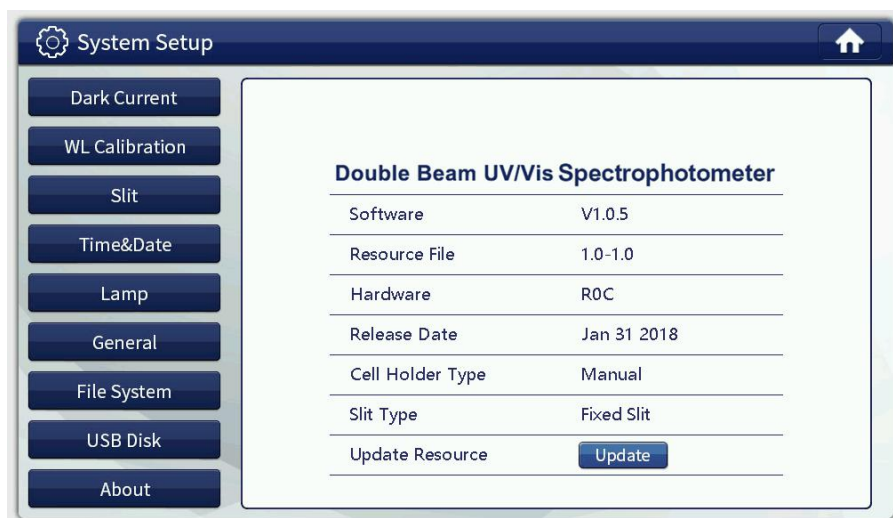 System Setup
Dark Current
WL Calibration
Slit
Time&Date
Lamp
General
File System
USB Disk
About
Double Beam UV/Vis Spectrophotometer
Software V1.0.5
Resource File 1.0-1.0
Hardware R0C
Release Date Jan 31 2018
Cell Holder Type Manual
Slit Type Fixed Slit
Update Resource Update